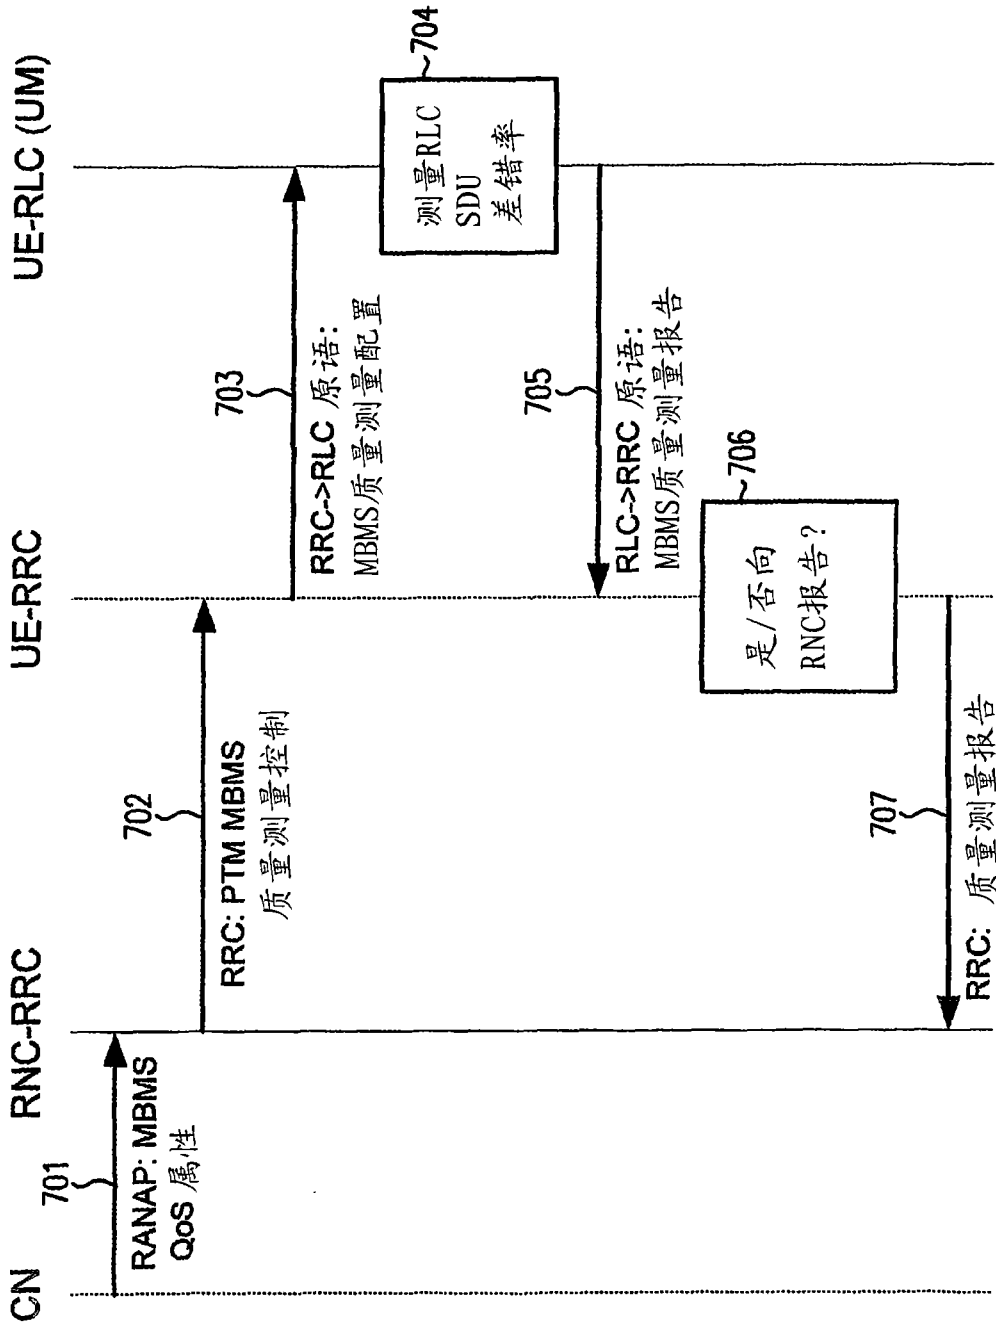 CN
RNC-RRC
UE-RRC
UE-RLC (UM)
701
RANAP: MBMS
QoS 属性
702
RRC: PTM MBMS
质量测量控制
703
RRC->RLC 原语:
MBMS质量测量配置
704
测量RLC
SDU
差错率
705
RLC->RRC 原语:
MBMS质量测量报告
706
是/否向
RNC报告?
707
RRC: 质量测量报告